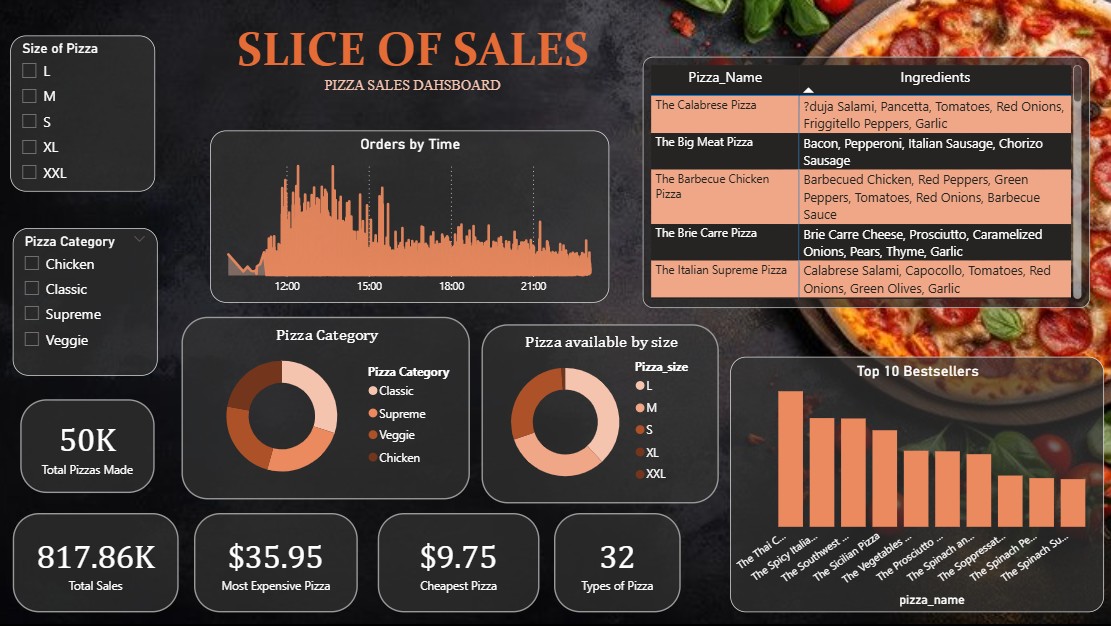 SLICE OF SALES
PIZZA SALES DAHSBOARD
Size of Pizza
L
M
S
XL
XXL
Pizza Category
Chicken
Classic
Supreme
Veggie
Orders by Time
12:00
15:00
18:00
21:00
Pizza_Name
Ingredients
The Calabrese Pizza
?duja Salami, Pancetta, Tomatoes, Red Onions,
Friggitello Peppers, Garlic
The Big Meat Pizza
Bacon, Pepperoni, Italian Sausage, Chorizo
Sausage
The Barbecue Chicken
Pizza
Barbecued Chicken, Red Peppers, Green
Peppers, Tomatoes, Red Onions, Barbecue
Sauce
The Brie Carre Pizza
Brie Carre Cheese, Prosciutto, Caramelized
Onions, Pears, Thyme, Garlic
The Italian Supreme Pizza
Calabrese Salami, Capocollo, Tomatoes, Red
Onions, Green Olives, Garlic
Pizza Category
Pizza Category
Classic
Supreme
Veggie
Chicken
Pizza available by size
Pizza_size
L
M
S
XL
XXL
Top 10 Bestsellers
The Thai C...
The Spicy Italia...
The Southwest ...
The Sicilian Pizza
The Vegetables ...
The Prosciutto ...
The Spinach an...
The Soppressat...
The Spinach Pe...
The Spinach Su...
pizza_name
50K
Total Pizzas Made
817.86K
Total Sales
$35.95
Most Expensive Pizza
$9.75
Cheapest Pizza
32
Types of Pizza